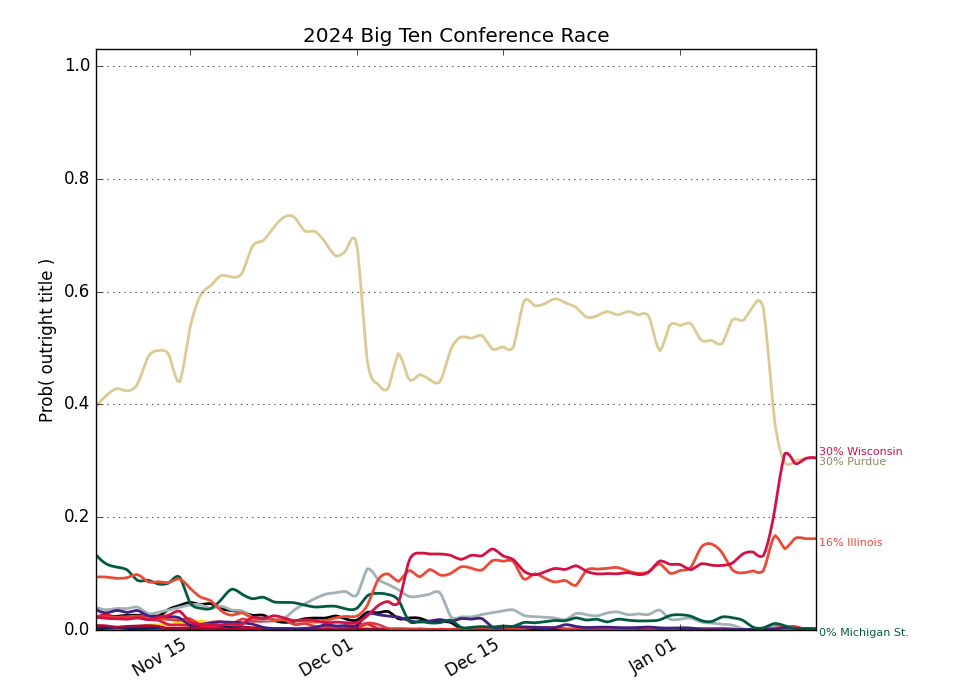 2024 Big Ten Conference Race
Prob( outright title )
1.0
0.8
0.6
0.4
0.2
0.0
Nov 15
Dec 01
Dec 15
Jan 01
30% Wisconsin
30% Purdue
16% Illinois
0% Michigan St.